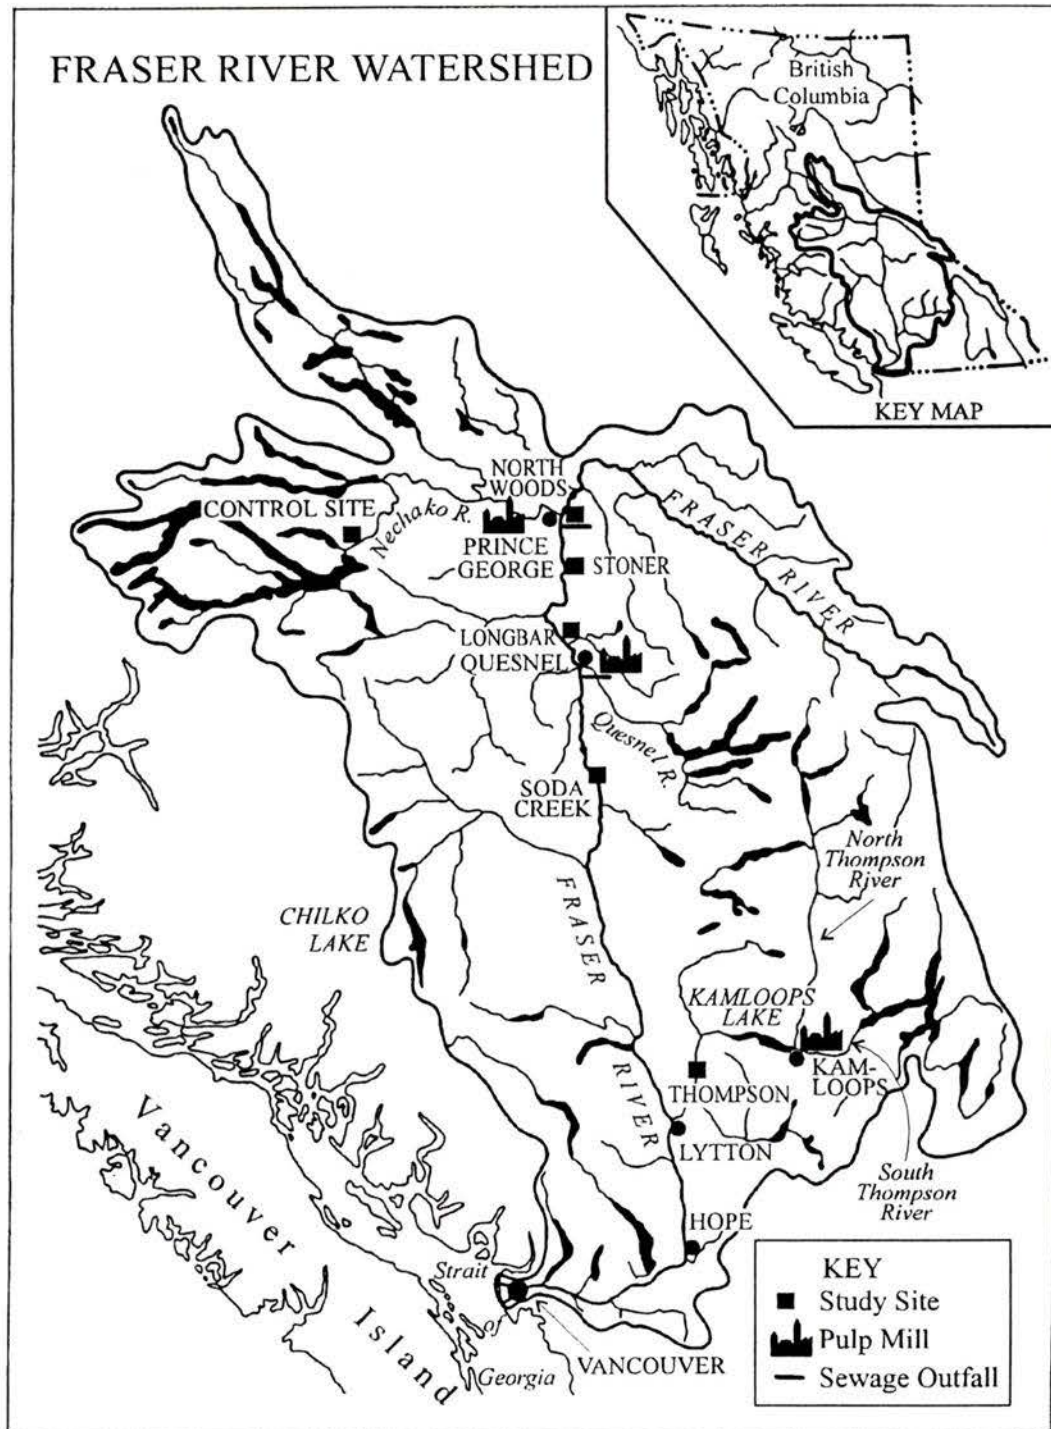 FRASER RIVER WATERSHED
British
Columbia
KEY MAP
NORTH
WOODS
CONTROL SITE
Nechako R.
PRINCE
GEORGE
STONER
FRASER
RIVER
LONGBAR
QUESNEL
Quesnel R.
SODA
CREEK
North
Thompson
River
CHILKO
LAKE
FRASER
RIVER
KAMLOOPS
LAKE
KAM-
LOOPS
THOMPSON
LYTTON
South
Thompson
River
HOPE
Vancouver Island
Strait
of
Georgia
VANCOUVER
KEY
Study Site
Pulp Mill
Sewage Outfall